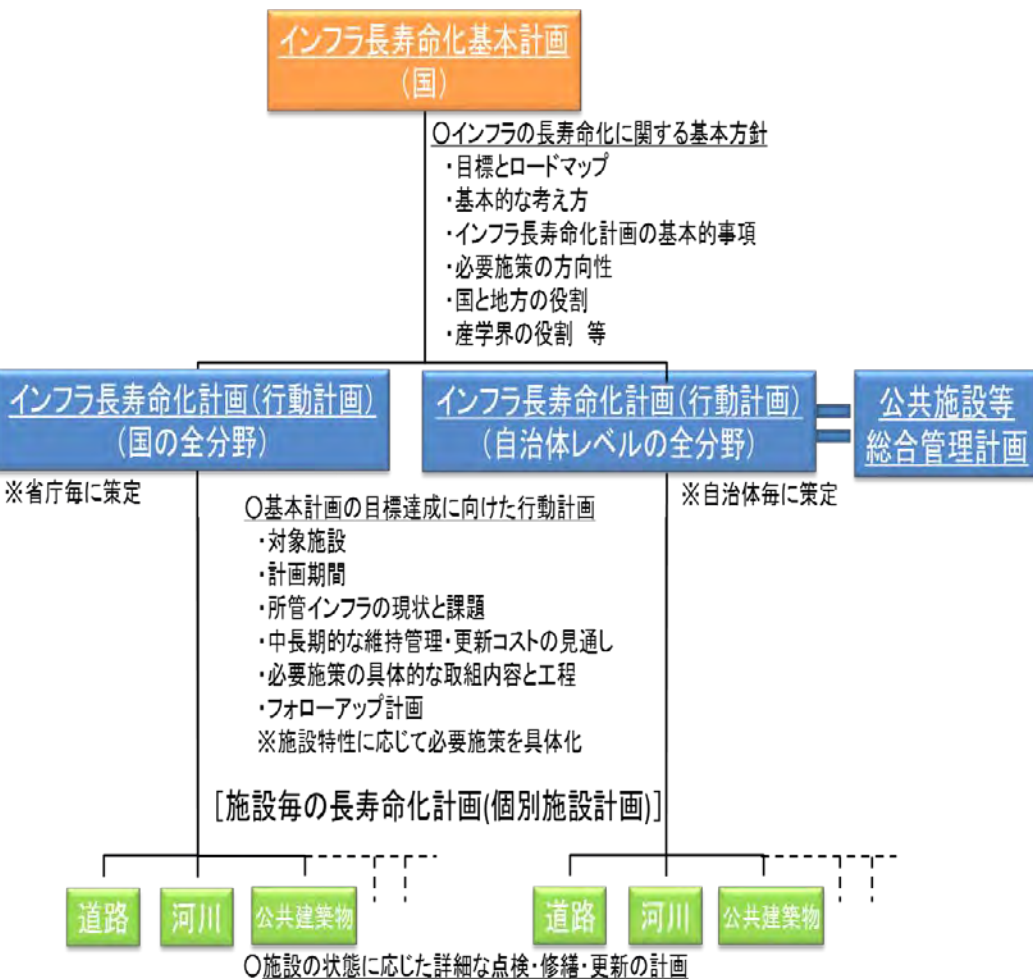 インフラ長寿命化基本計画
(国)
○インフラの長寿命化に関する基本方針
・目標とロードマップ
・基本的な考え方
・インフラ長寿命化計画の基本的事項
・必要施策の方向性
・国と地方の役割
・産学界の役割 等
インフラ長寿命化計画(行動計画)
(国の全分野)
インフラ長寿命化計画(行動計画)
(自治体レベルの全分野)
公共施設等
総合管理計画
※省庁毎に策定
※自治体毎に策定
○基本計画の目標達成に向けた行動計画
・対象施設
・計画期間
・所管インフラの現状と課題
・中長期的な維持管理・更新コストの見通し
・必要施策の具体的な取組内容と工程
・フォローアップ計画
※施設特性に応じて必要施策を具体化
[施設毎の長寿命化計画(個別施設計画)]
道路
河川
公共建築物
道路
河川
公共建築物
○施設の状態に応じた詳細な点検・修繕・更新の計画